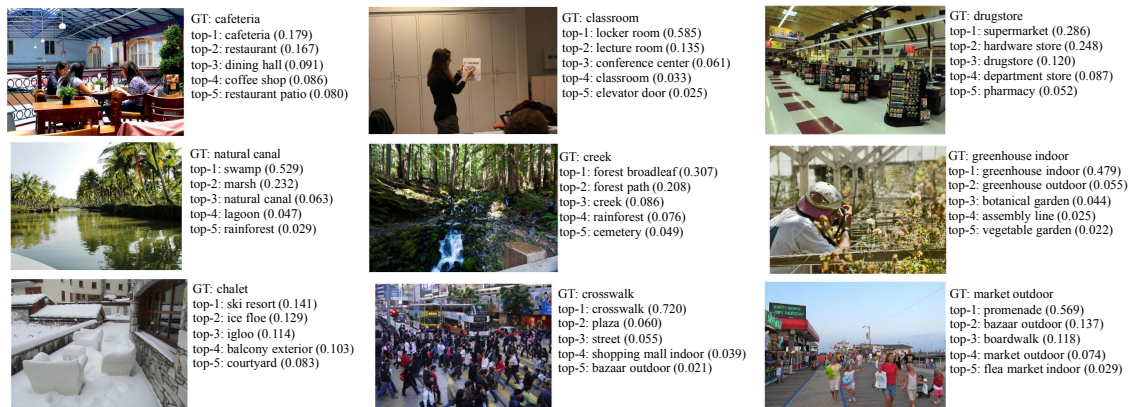 GT: cafeteria
top-1: cafeteria (0.179)
top-2: restaurant (0.167)
top-3: dining hall (0.091)
top-4: coffee shop (0.086)
top-5: restaurant patio (0.080)
GT: classroom
top-1: locker room (0.585)
top-2: lecture room (0.135)
top-3: conference center (0.061)
top-4: classroom (0.033)
top-5: elevator door (0.025)
GT: drugstore
top-1: supermarket (0.286)
top-2: hardware store (0.248)
top-3: drugstore (0.120)
top-4: department store (0.087)
top-5: pharmacy (0.052)
GT: natural canal
top-1: swamp (0.529)
top-2: marsh (0.232)
top-3: natural canal (0.063)
top-4: lagoon (0.047)
top-5: rainforest (0.029)
GT: creek
top-1: forest broadleaf (0.307)
top-2: forest path (0.208)
top-3: creek (0.086)
top-4: rainforest (0.076)
top-5: cemetery (0.049)
GT: greenhouse indoor
top-1: greenhouse indoor (0.479)
top-2: greenhouse outdoor (0.055)
top-3: botanical garden (0.044)
top-4: assembly line (0.025)
top-5: vegetable garden (0.022)
GT: chalet
top-1: ski resort (0.141)
top-2: ice floe (0.129)
top-3: igloo (0.114)
top-4: balcony exterior (0.103)
top-5: courtyard (0.083)
GT: crosswalk
top-1: crosswalk (0.720)
top-2: plaza (0.060)
top-3: street (0.055)
top-4: shopping mall indoor (0.039)
top-5: bazaar outdoor (0.021)
GT: market outdoor
top-1: promenade (0.569)
top-2: bazaar outdoor (0.137)
top-3: boardwalk (0.118)
top-4: market outdoor (0.074)
top-5: flea market indoor (0.029)